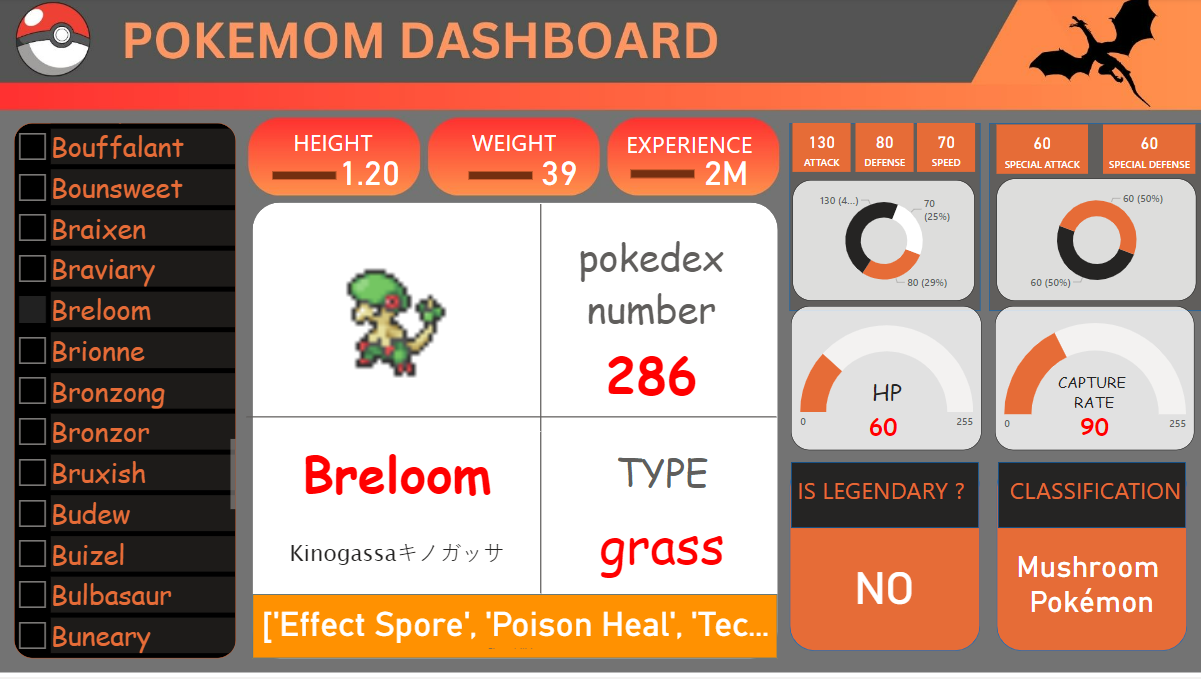 POKEMOM DASHBOARD
Bouffalant
Bounsweet
Braixen
Braviary
Breloom
Brionne
Bronzong
Bronzor
Bruxish
Budew
Buizel
Bulbasaur
Buneary
HEIGHT
1.20
WEIGHT
39
EXPERIENCE
2M
pokedex
number
286
Breloom
Kinogassaキノガッサ
TYPE
grass
['Effect Spore', 'Poison Heal', 'Tec...
130
ATTACK
80
DEFENSE
70
SPEED
60
SPECIAL ATTACK
60
SPECIAL DEFENSE
130 (4...)
70
(25%)
80 (29%)
60 (50%)
60 (50%)
HP
60
0
255
CAPTURE
RATE
90
0
255
IS LEGENDARY ?
NO
CLASSIFICATION
Mushroom
Pokémon